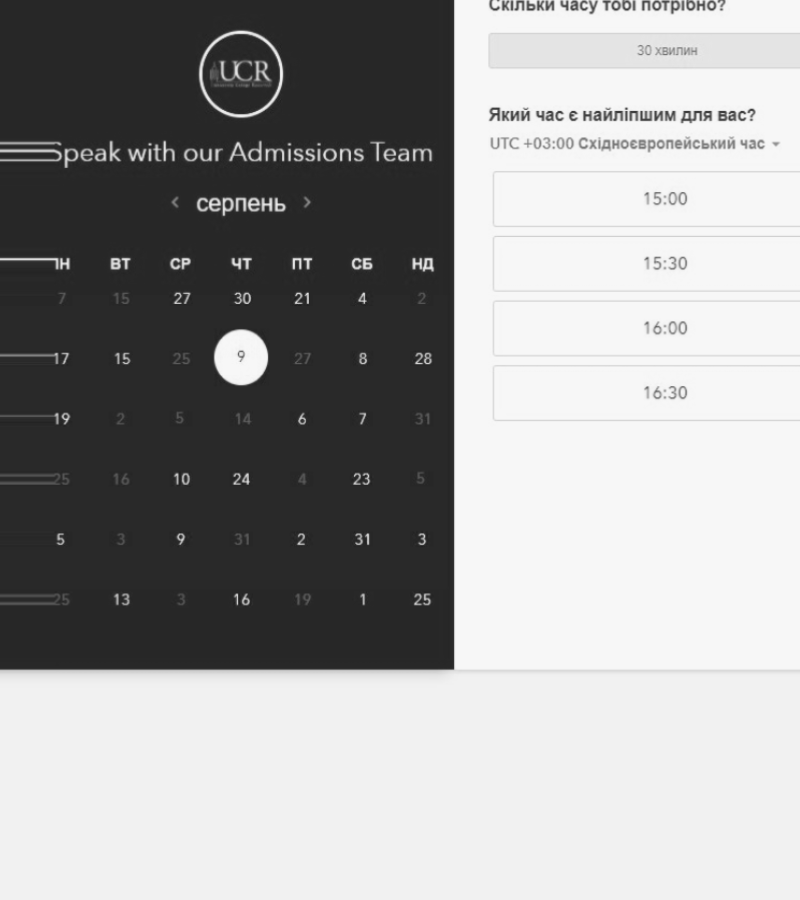 UCR
Speak with our Admissions Team
серпень
ПН ВТ СР ЧТ ПТ СБ НД
7 15 27 30 21 4 2
17 15 25 9 27 8 28
19 2 5 14 6 7 31
25 16 10 24 4 23 5
5 3 9 31 2 31 3
25 13 3 16 19 1 25
Скільки часу тобі потрібно?
30 хвилин
Який час є найліпшим для вас?
UTC +03:00 Східноєвропейський час
15:00
15:30
16:00
16:30